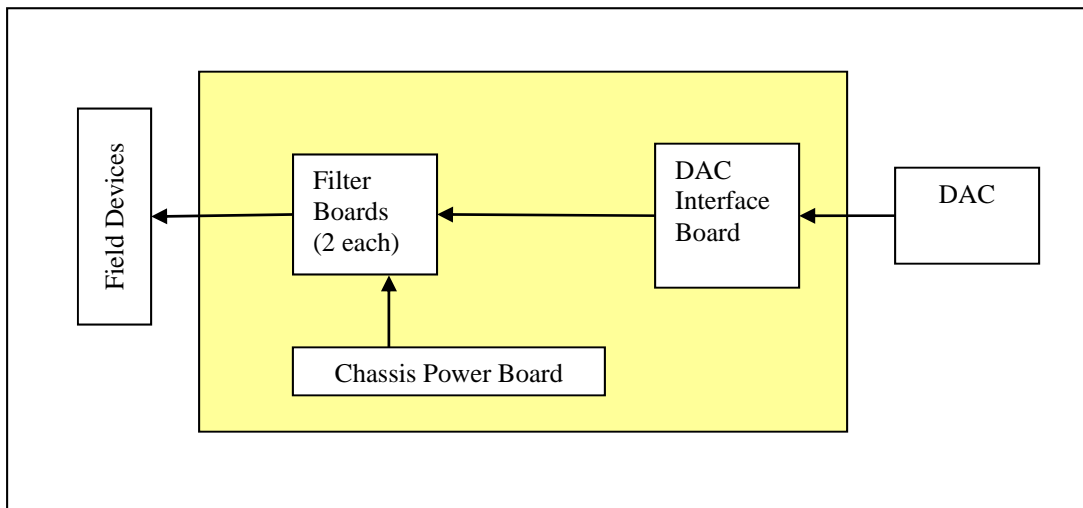 Field Devices
Filter
Boards
(2 each)
DAC
Interface
Board
DAC
Chassis Power Board